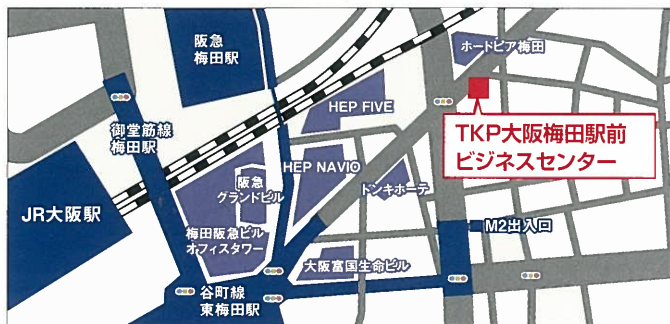 阪急
梅田駅
ホードピア梅田
HEP FIVE
御堂筋線
梅田駅
TKP大阪梅田駅前
ビジネスセンター
HEP NAVIO
阪急
グランドビル
ドンキホーテ
JR大阪駅
梅田阪急ビル
オフィスタワー
M2出入口
大阪富国生命ビル
谷町線
東梅田駅